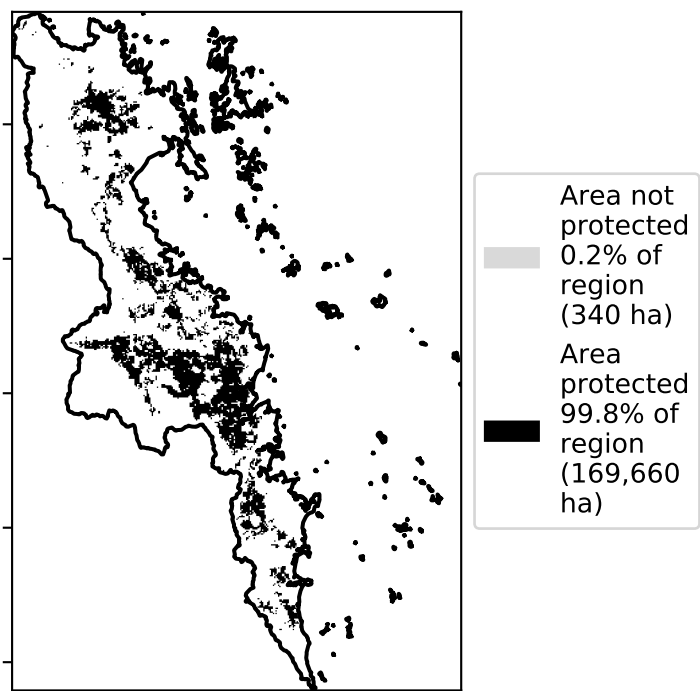 Area not
protected
0.2% of
region
(340 ha)
Area
protected
99.8% of
region
(169,660
ha)